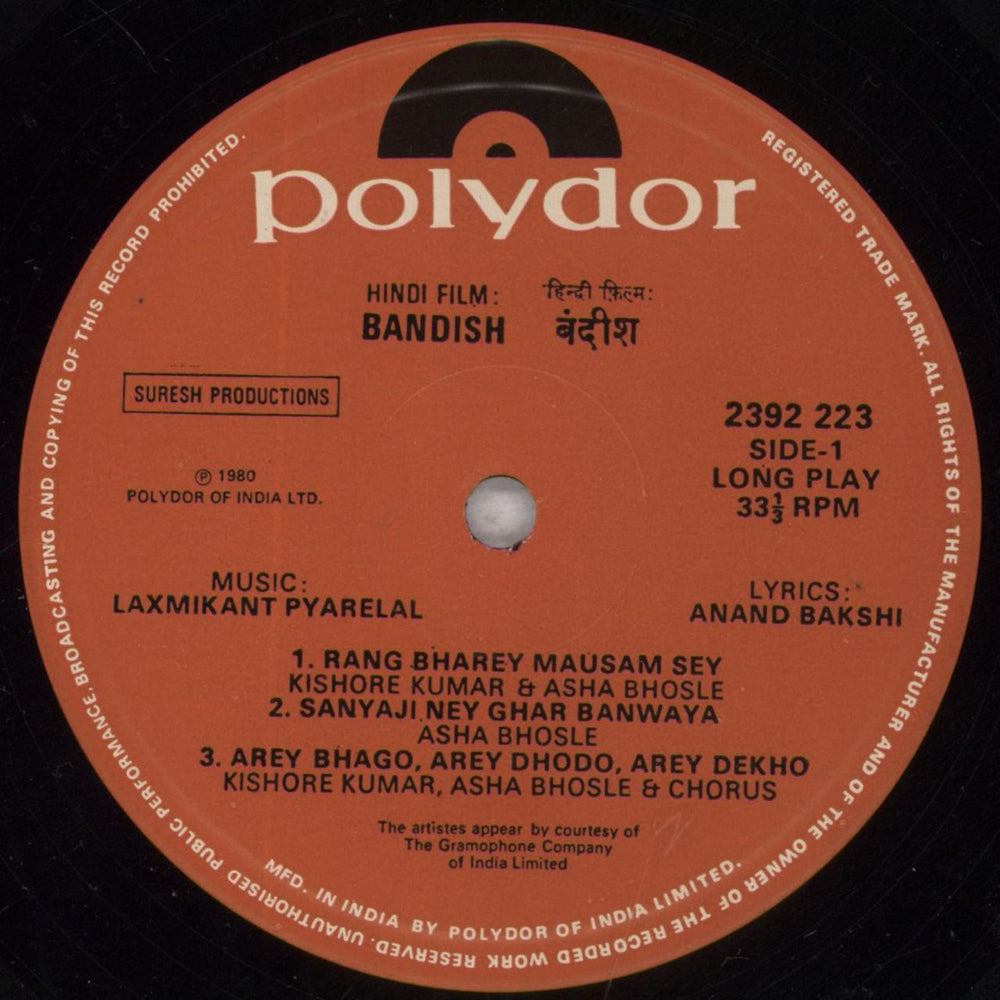 polydor
HINDI FILM: हिन्दी फ़िल्म:
BANDISH बंदीश
SURESH PRODUCTIONS
2392 223
SIDE-1
LONG PLAY
33⅓ RPM
℗ 1980
POLYDOR OF INDIA LTD.
MUSIC:
LAXMIKANT PYARELAL
LYRICS:
ANAND BAKSHI
1. RANG BHAREY MAUSAM SEY
KISHORE KUMAR & ASHA BHOSLE
2. SANYAJI NEY GHAR BANWAYA
ASHA BHOSLE
3. AREY BHAGO, AREY DHODO, AREY DEKHO
KISHORE KUMAR, ASHA BHOSLE & CHORUS
The artistes appear by courtesy of
The Gramophone Company
of India Limited
MFD. IN INDIA BY POLYDOR OF INDIA LIMITED.
REGISTERED TRADE MARK. ALL RIGHTS OF THE MANUFACTURER AND OF THE OWNER OF THE RECORDED WORK RESERVED. UNAUTHORISED PUBLIC PERFORMANCE, BROADCASTING AND COPYING OF THIS RECORD PROHIBITED.